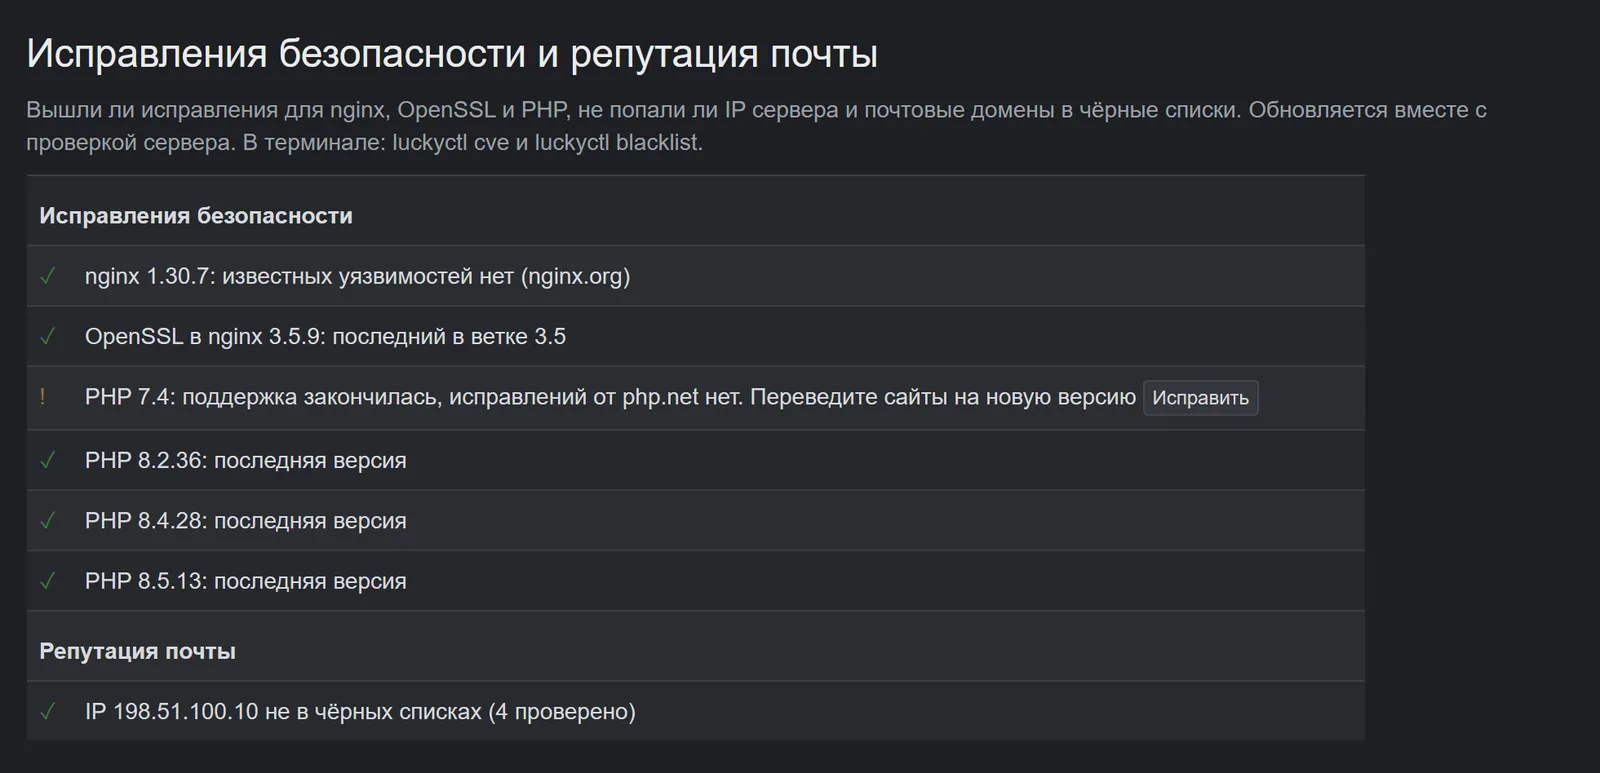 Исправления безопасности и репутация почты
Вышли ли исправления для nginx, OpenSSL и PHP, не попали ли IP сервера и почтовые домены в чёрные списки. Обновляется вместе с
проверкой сервера. В терминале: luckyctl cve и luckyctl blacklist.
Исправления безопасности
✓ nginx 1.30.7: известных уязвимостей нет (nginx.org)
✓ OpenSSL в nginx 3.5.9: последний в ветке 3.5
! PHP 7.4: поддержка закончилась, исправлений от php.net нет. Переведите сайты на новую версию Исправить
✓ PHP 8.2.36: последняя версия
✓ PHP 8.4.28: последняя версия
✓ PHP 8.5.13: последняя версия
Репутация почты
✓ IP 198.51.100.10 не в чёрных списках (4 проверено)